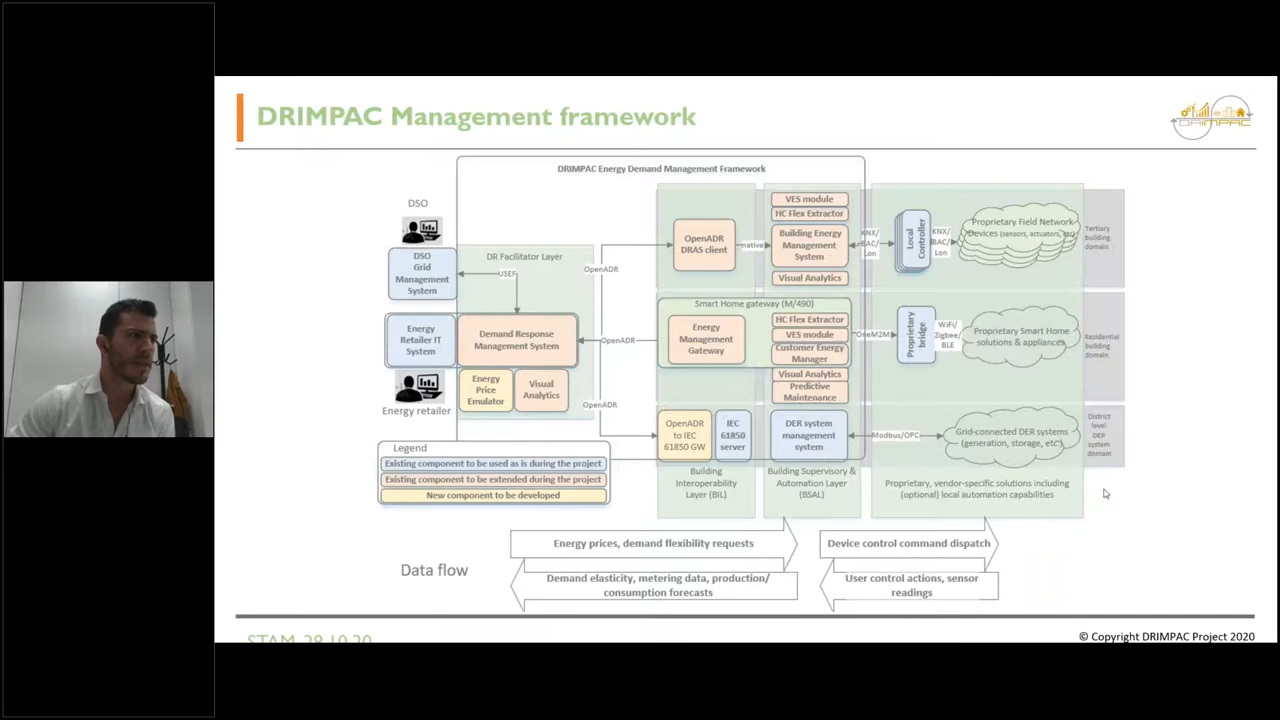 DRIMPAC Management framework
DRIMPAC
DRIMPAC Energy Demand Management Framework
DSO
DSO
Grid
Management
System
Energy
Retailer IT
System
Energy retailer
DR Facilitator Layer
USEF
Demand Response
Management System
Energy
Price
Emulator
Visual
Analytics
OpenADR
OpenADR
OpenADR
OpenADR
DRAS client
native
VES module
HC Flex Extractor
Building Energy
Management
System
Visual Analytics
KNX/
BAC/
Lon
Local
Controller
KNX/
BAC/
Lon
Proprietary Field Network
Devices (sensors, actuators, etc)
Tertiary
building
domain
Smart Home gateway (M/490)
Energy
Management
Gateway
HC Flex Extractor
VES module
Customer Energy
Manager
Visual Analytics
Predictive
Maintenance
OneM2M
Proprietary
bridge
WiFi/
Zigbee/
BLE
Proprietary Smart Home
solutions & appliances
Residential
building
domain
OpenADR
to IEC
61850 GW
IEC
61850
server
DER system
management
system
Modbus/OPC
Grid-connected DER systems
(generation, storage, etc)
District
level
DER
system
domain
Legend
Existing component to be used as is during the project
Existing component to be extended during the project
New component to be developed
Building
Interoperability
Layer (BIL)
Building Supervisory &
Automation Layer
(BSAL)
Proprietary, vendor-specific solutions including
(optional) local automation capabilities
Data flow
Energy prices, demand flexibility requests
Demand elasticity, metering data, production/
consumption forecasts
Device control command dispatch
User control actions, sensor
readings
STAM, 28.10.20
© Copyright DRIMPAC Project 2020